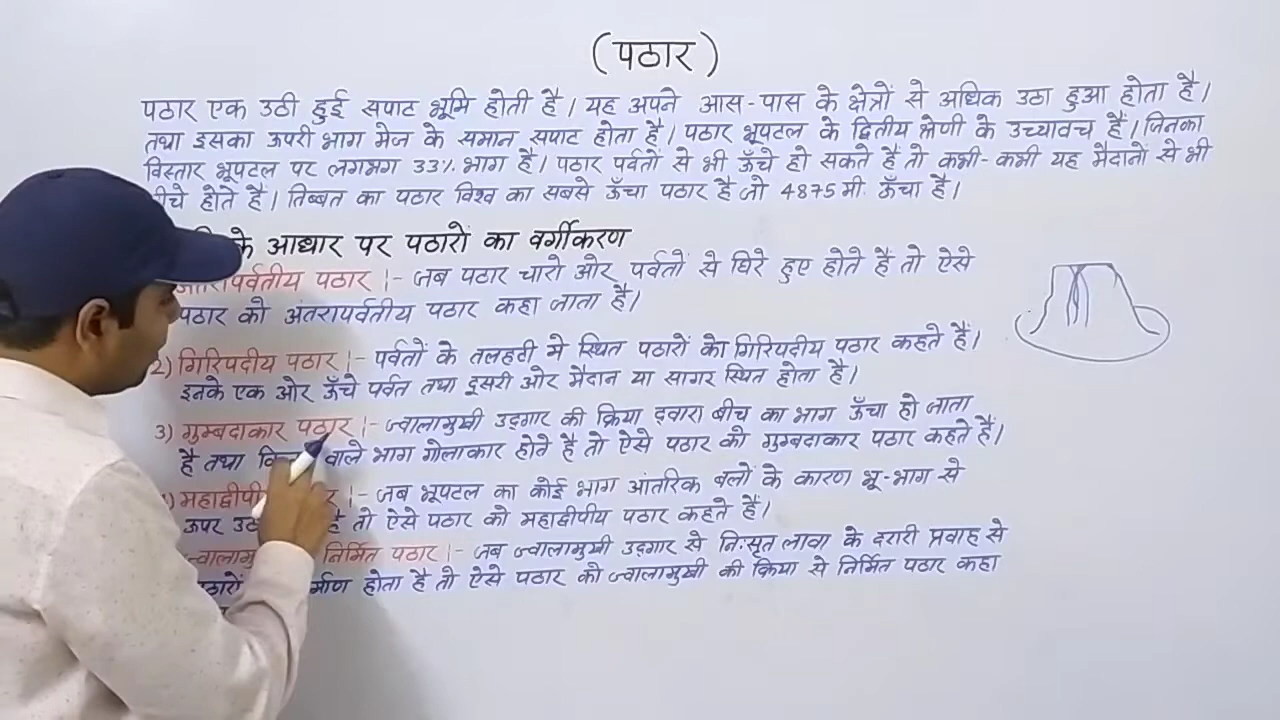 (पठार)
पठार एक उठी हुई सपाट भूमि होती है। यह अपने आस-पास के क्षेत्रों से अधिक उठा हुआ होता है।
तथा इसका ऊपरी भाग मेज के समान सपाट होता है। पठार भूपटल के द्वितीय श्रेणी के उच्यावच है। जिनका
विस्तार भूपटल पर लगभग 33% भाग है। पठार पर्वतों से भी ऊँचे हो सकते है तो कभी-कभी यह मैदानों से भी
होते है। तिब्बत का पठार विश्व का सबसे ऊँचा पठार है जो 4875 मी. ऊँचा है।
के आधार पर पठारो का वर्गीकरण
पठार :- जब पठार चारो ओर पर्वतों से घिरे हुए होते है तो ऐसे
पठार को अंतरापर्वतीय पठार कहा जाता है।
2) गिरिपदीय पठार :- पर्वतों के तलहटी मे स्थित पठारों को गिरिपदीय पठार कहते है।
इनके एक ओर ऊँचे पर्वत तथा दूसरी ओर मैदान या सागर स्थित होता है।
3) गुम्बदाकार पठार :- ज्वालामुखी उद्गार की क्रिया द्वारा बीच का भाग ऊँचा हो जाता
है तथा वाले भाग गोलाकार होते है तो ऐसे पठार को गुम्बदाकार पठार कहते है।
:- जब भूपटल का कोई भाग आंतरिक बलों के कारण भू-भाग से
ऊपर है तो ऐसे पठार को महाद्वीपीय पठार कहते है।
निर्मित पठार :- जब ज्वालामुखी उद्गार से निःसृत लावा के दरारी प्रवाह से
होता है तो ऐसे पठार को ज्वालामुखी की क्रिया से निर्मित पठार कहा